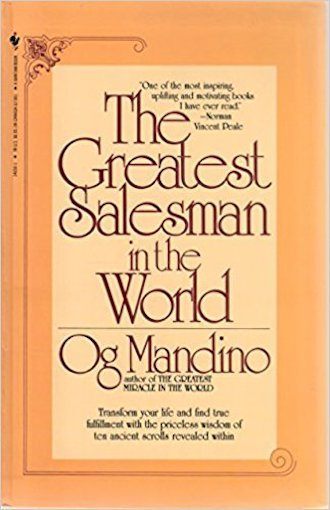 "One of the most inspiring,
uplifting and motivating books
I have ever read."
—Norman
Vincent Peale
The
Greatest
Salesman
in the
World
Og Mandino
author of THE GREATEST
MIRACLE IN THE WORLD
Transform your life and find true
fulfillment with the priceless wisdom of
ten ancient scrolls revealed within